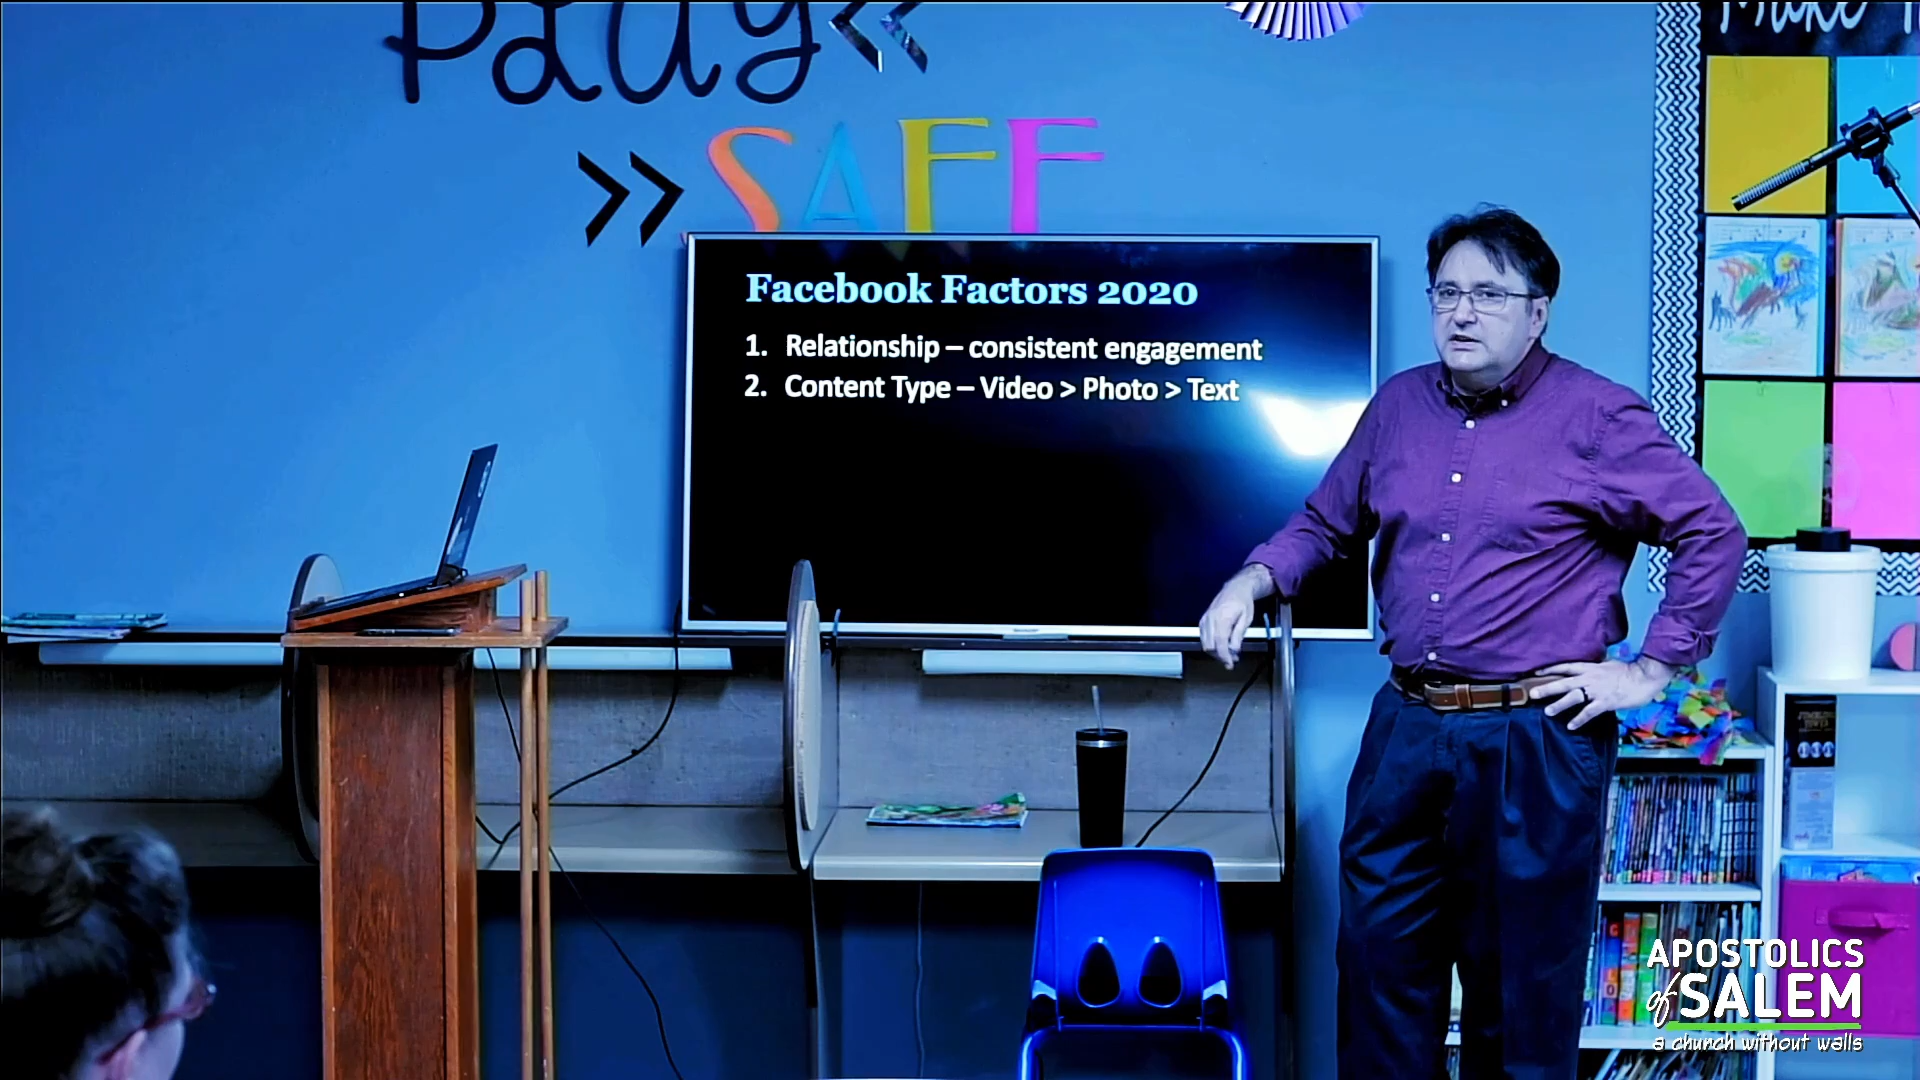 Play
SAFE
Facebook Factors 2020
1. Relationship – consistent engagement
2. Content Type – Video > Photo > Text
Make
APOSTOLICS
of SALEM
a church without walls